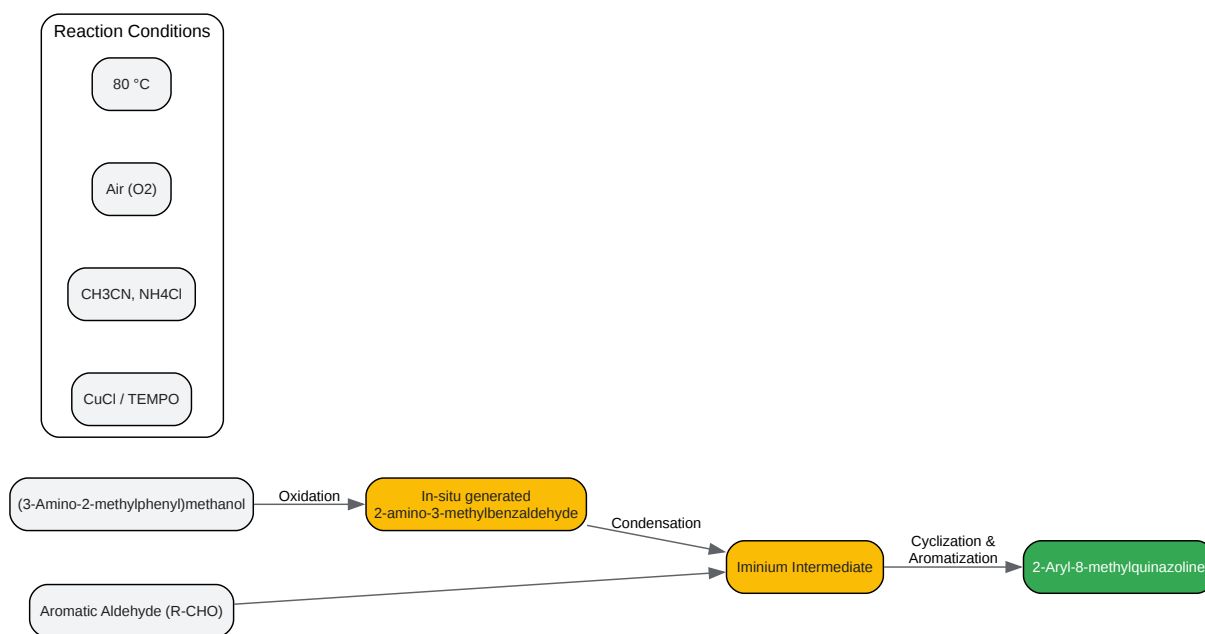 Reaction Conditions
80 °C
Air (O2)
CH3CN, NH4Cl
CuCl / TEMPO
(3-Amino-2-methylphenyl)methanol
Oxidation
In-situ generated
2-amino-3-methylbenzaldehyde
Condensation
Aromatic Aldehyde (R-CHO)
Iminium Intermediate
Cyclization &
Aromatization
2-Aryl-8-methylquinazoline